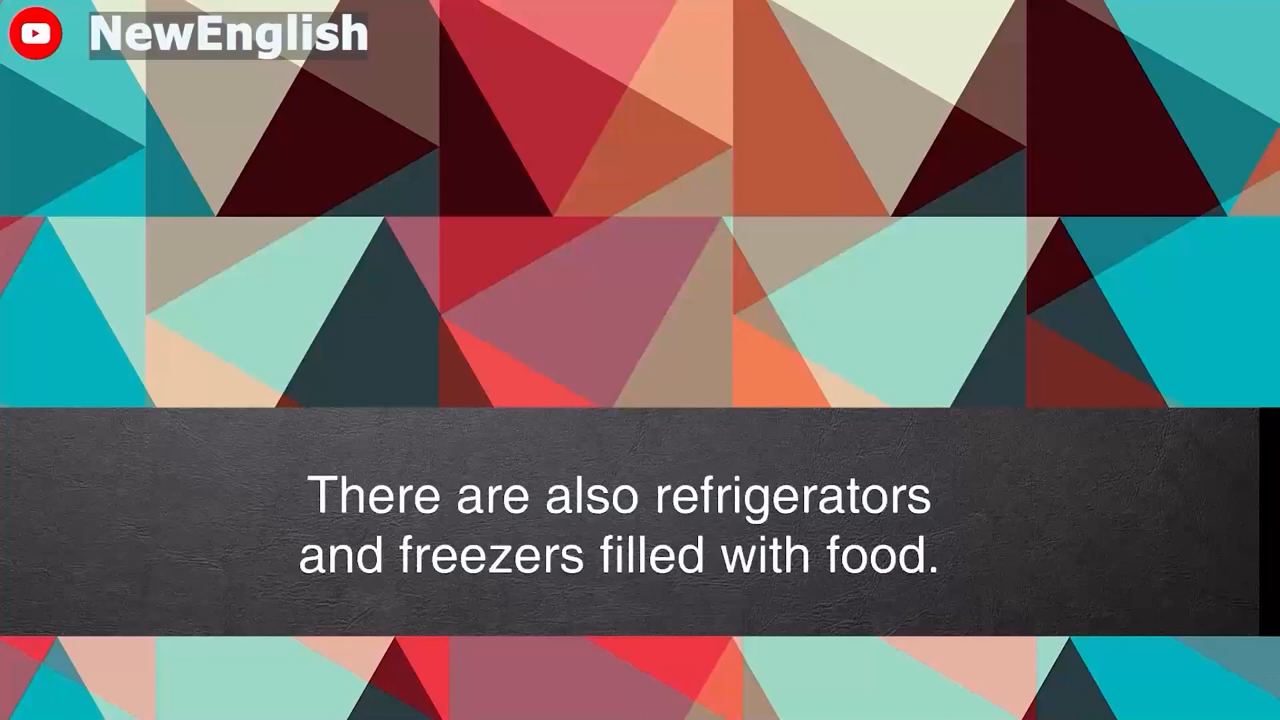 NewEnglish
There are also refrigerators
and freezers filled with food.